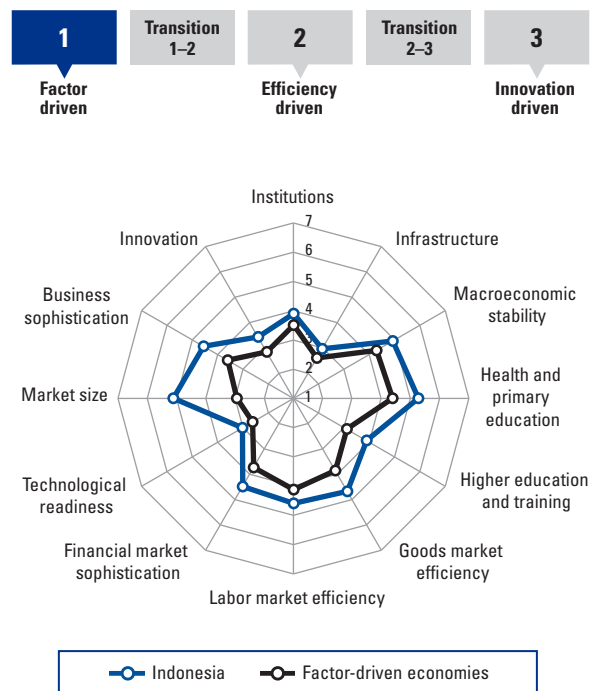 1
Transition
1–2
2
Transition
2–3
3
Factor
driven
Efficiency
driven
Innovation
driven
Institutions
7
Innovation
Infrastructure
6
5
Business
sophistication
Macroeconomic
stability
4
3
2
Market size
1
Health and
primary
education
Technological
readiness
Higher education
and training
Financial market
sophistication
Goods market
efficiency
Labor market efficiency
Indonesia
Factor-driven economies